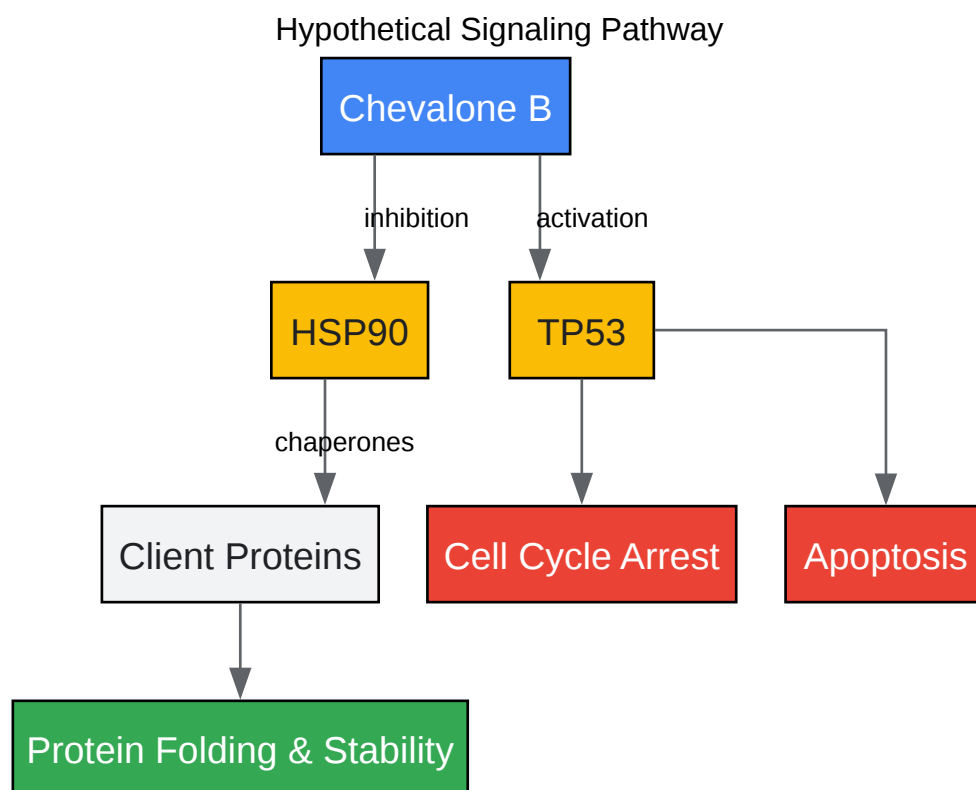 Hypothetical Signaling Pathway
Chevalone B
inhibition
activation
HSP90
TP53
chaperones
Client Proteins
Cell Cycle Arrest
Apoptosis
Protein Folding & Stability